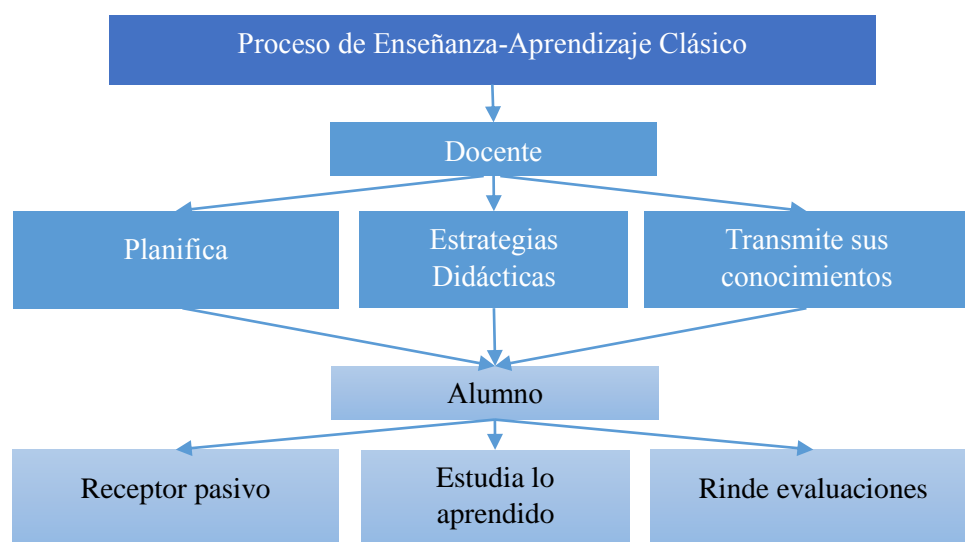 Proceso de Enseñanza-Aprendizaje Clásico
Docente
Planifica
Estrategias
Didácticas
Transmite sus
conocimientos
Alumno
Receptor pasivo
Estudia lo
aprendido
Rinde evaluaciones